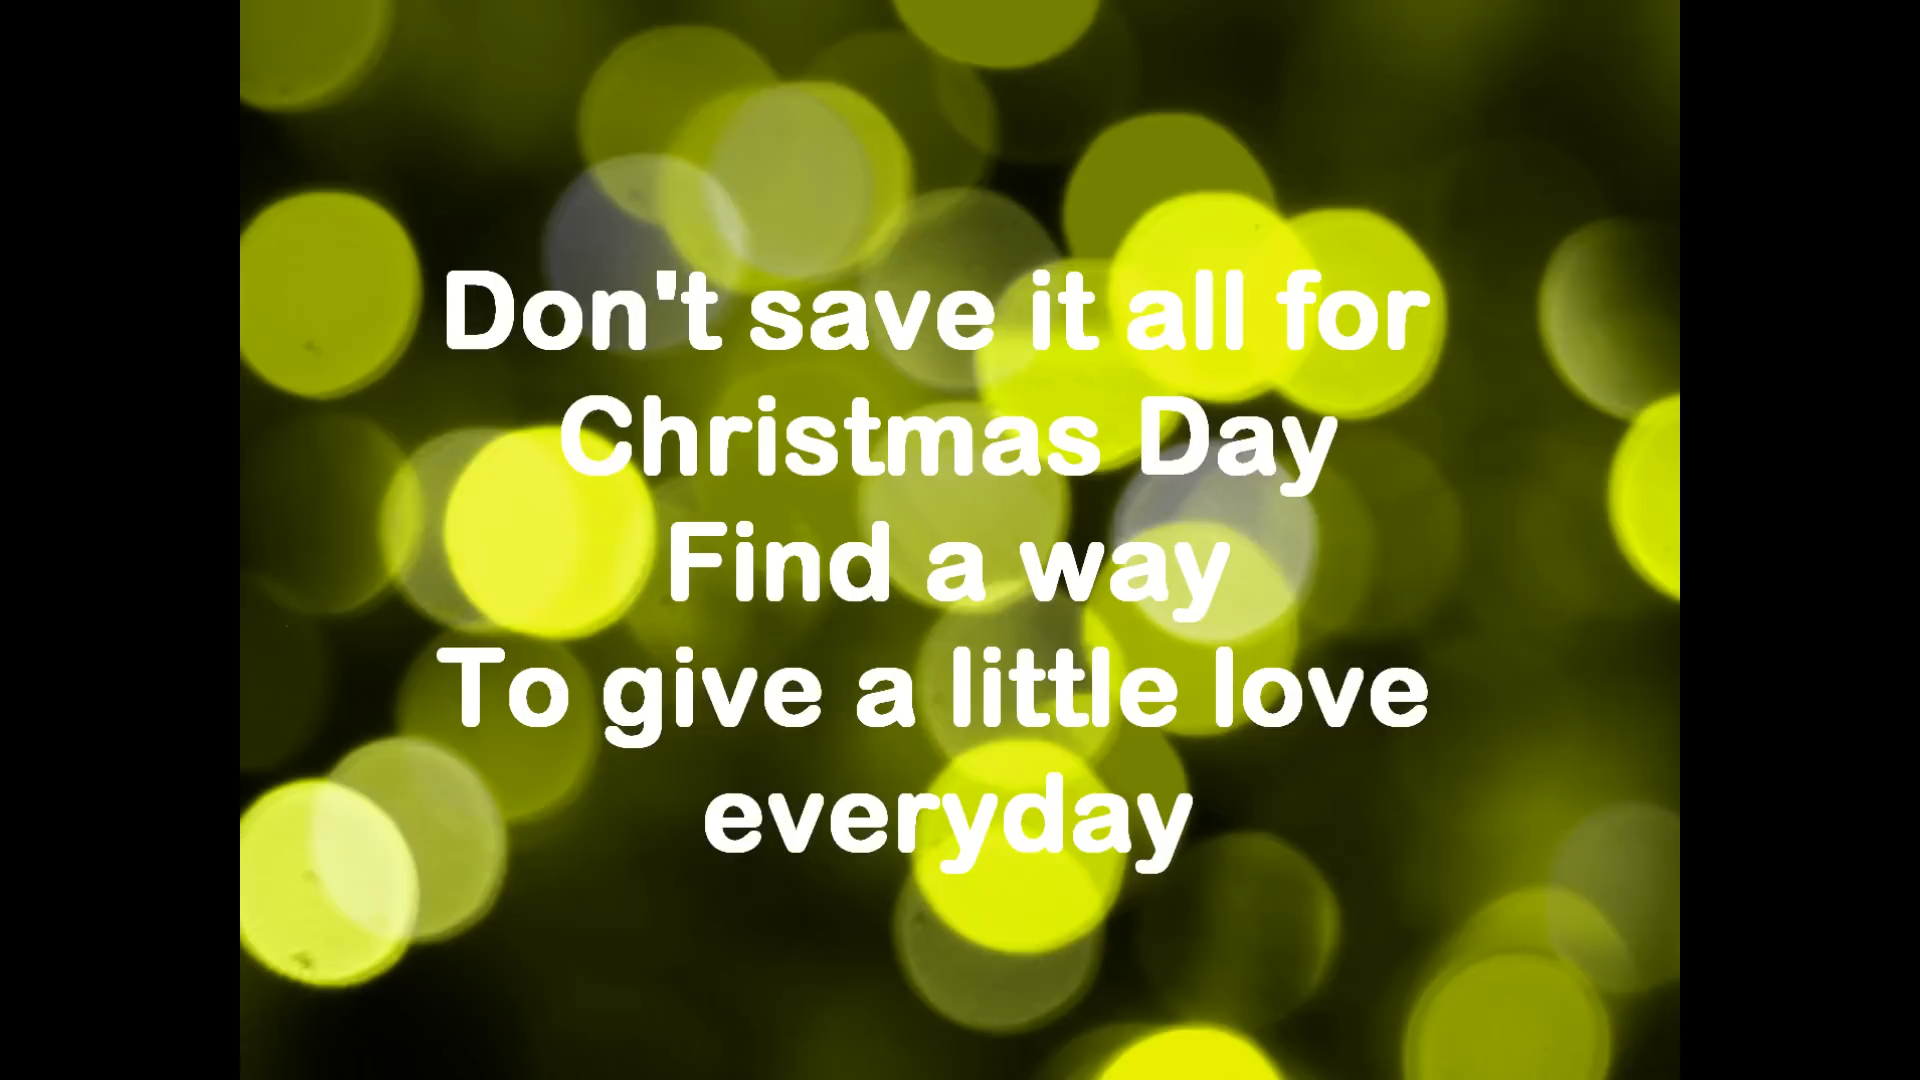 Don't save it all for
Christmas Day
Find a way
To give a little love
everyday